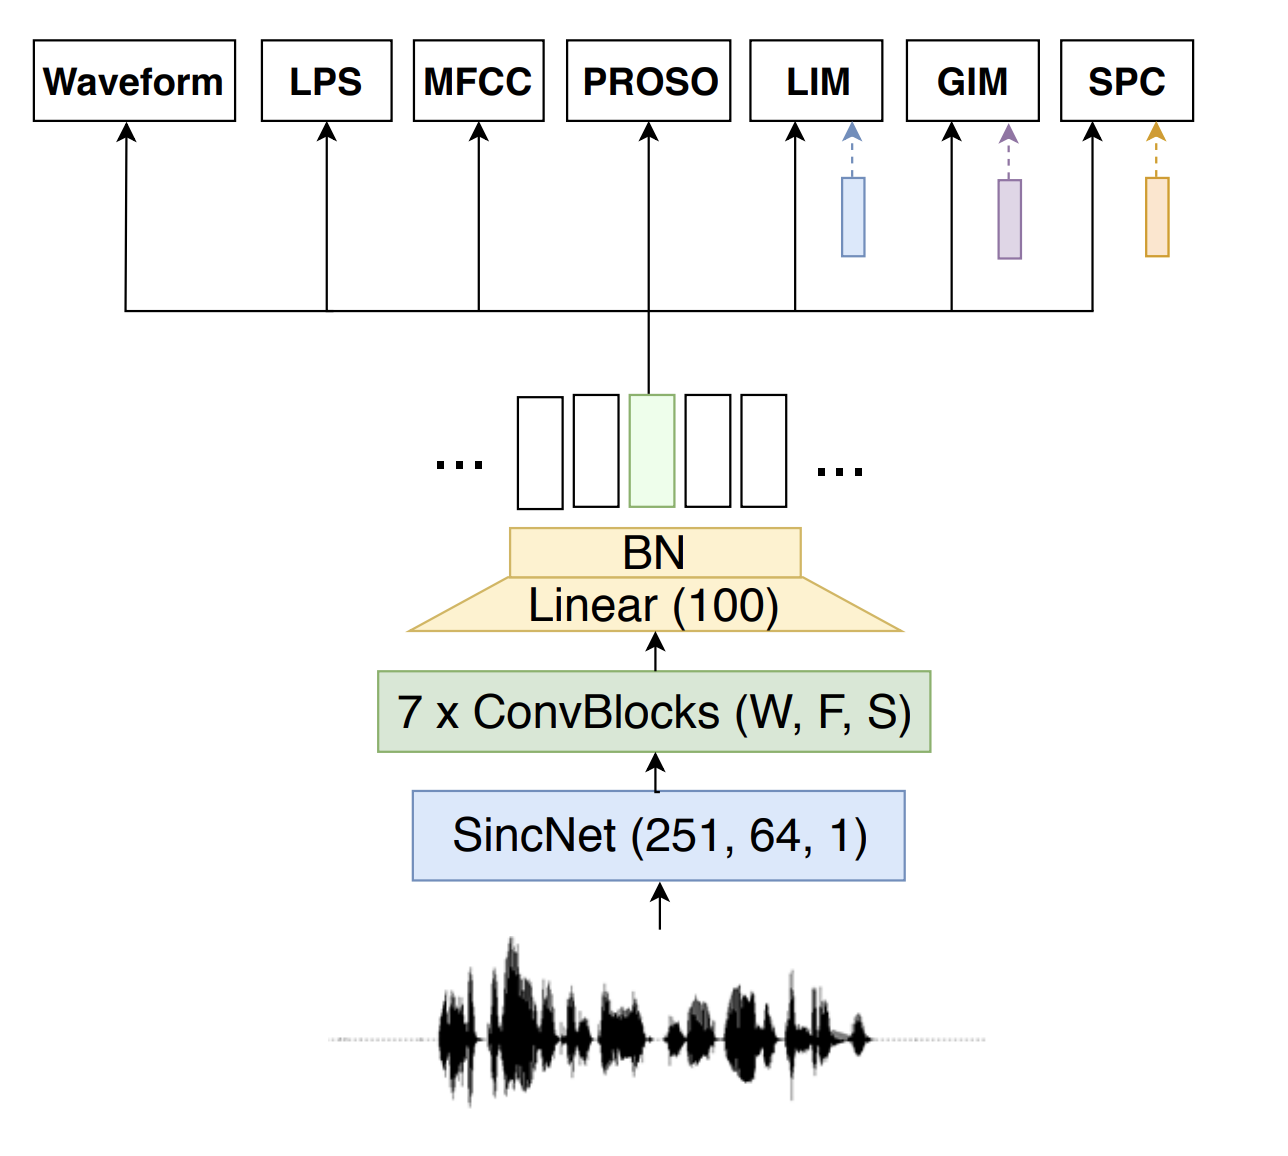 Waveform LPS MFCC PROSO LIM GIM SPC
... ...
BN
Linear (100)
7 x ConvBlocks (W, F, S)
SincNet (251, 64, 1)